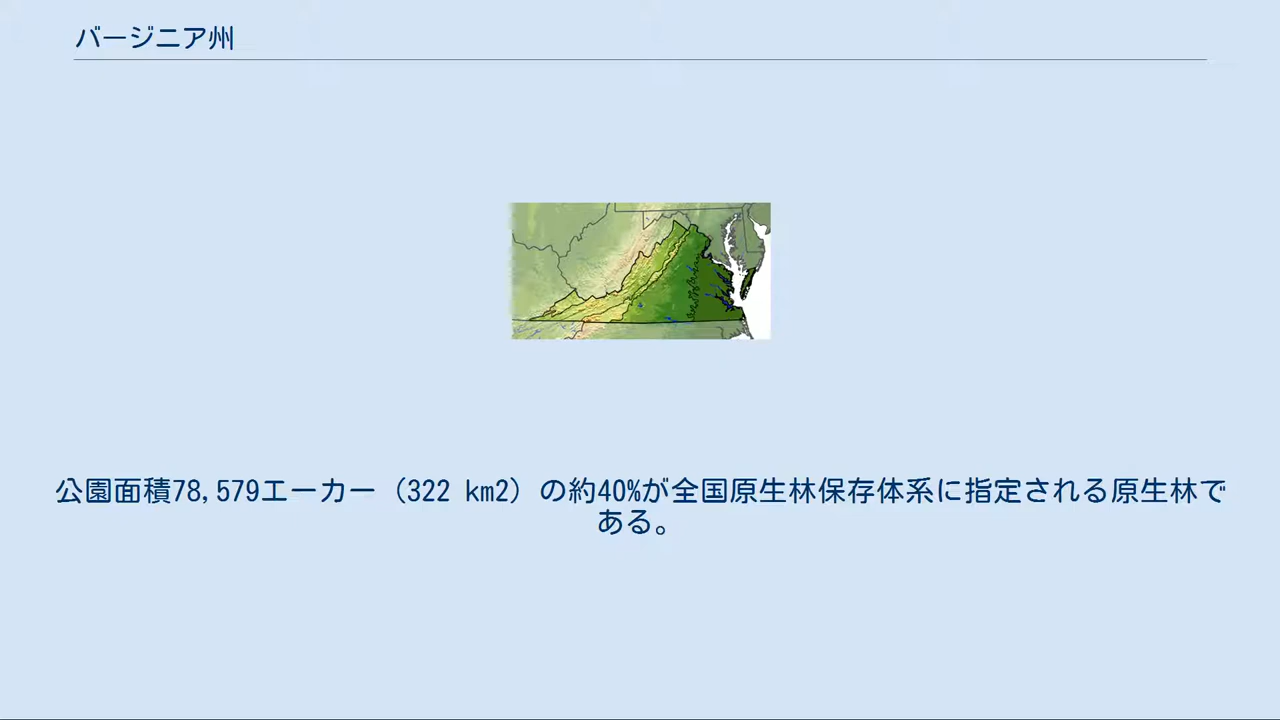 バージニア州
公園面積78,579エーカー（322 km2）の約40%が全国原生林保存体系に指定される原生林で
ある。